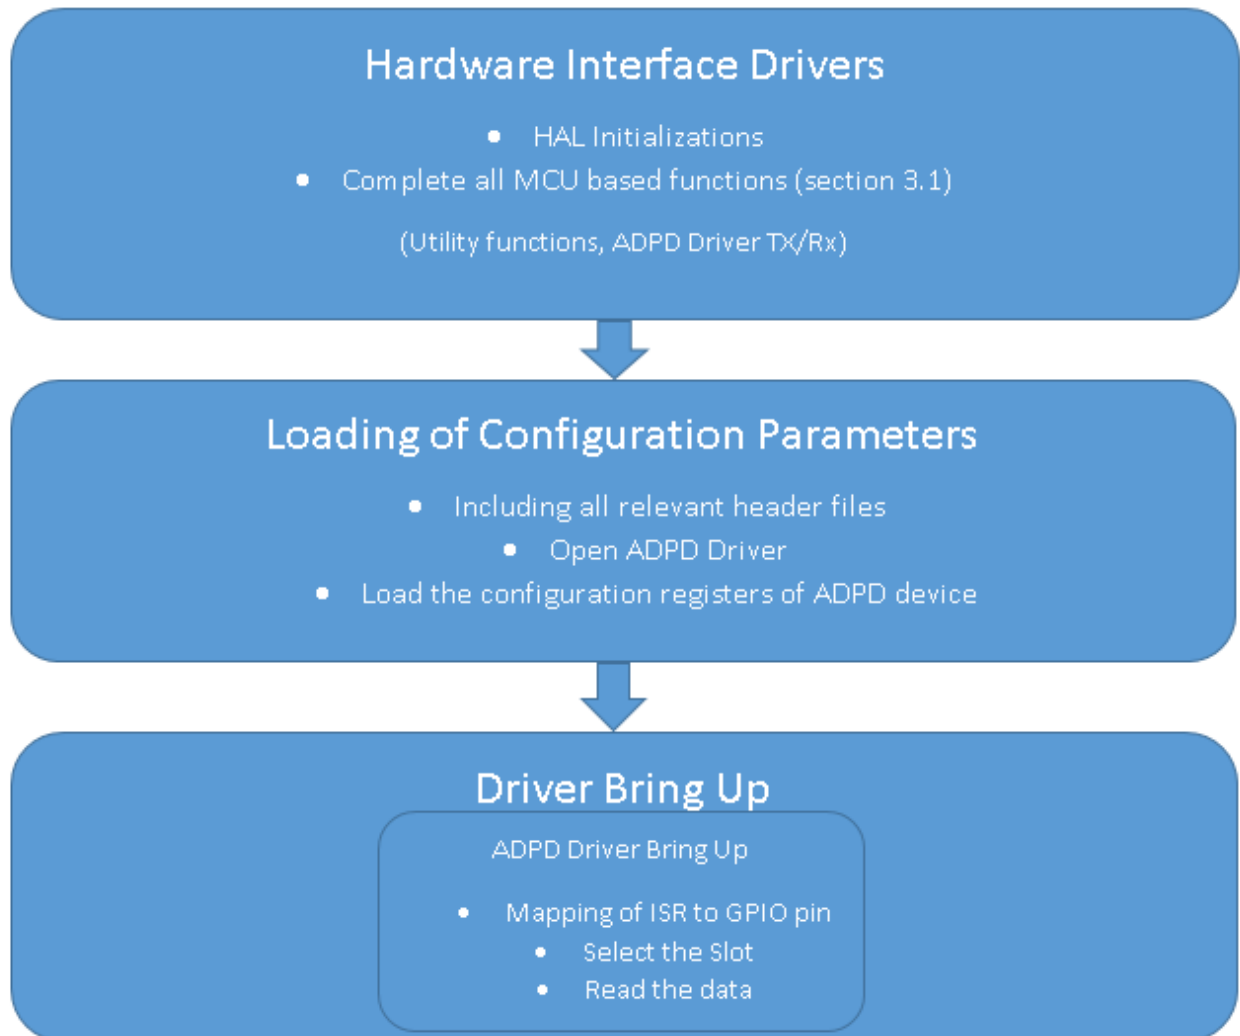 Hardware Interface Drivers
• HAL Initializations
• Complete all MCU based functions (section 3.1)
(Utility functions, ADPD Driver TX/Rx)
Loading of Configuration Parameters
• Including all relevant header files
• Open ADPD Driver
• Load the configuration registers of ADPD device
Driver Bring Up
ADPD Driver Bring Up
• Mapping of ISR to GPIO pin
• Select the Slot
• Read the data